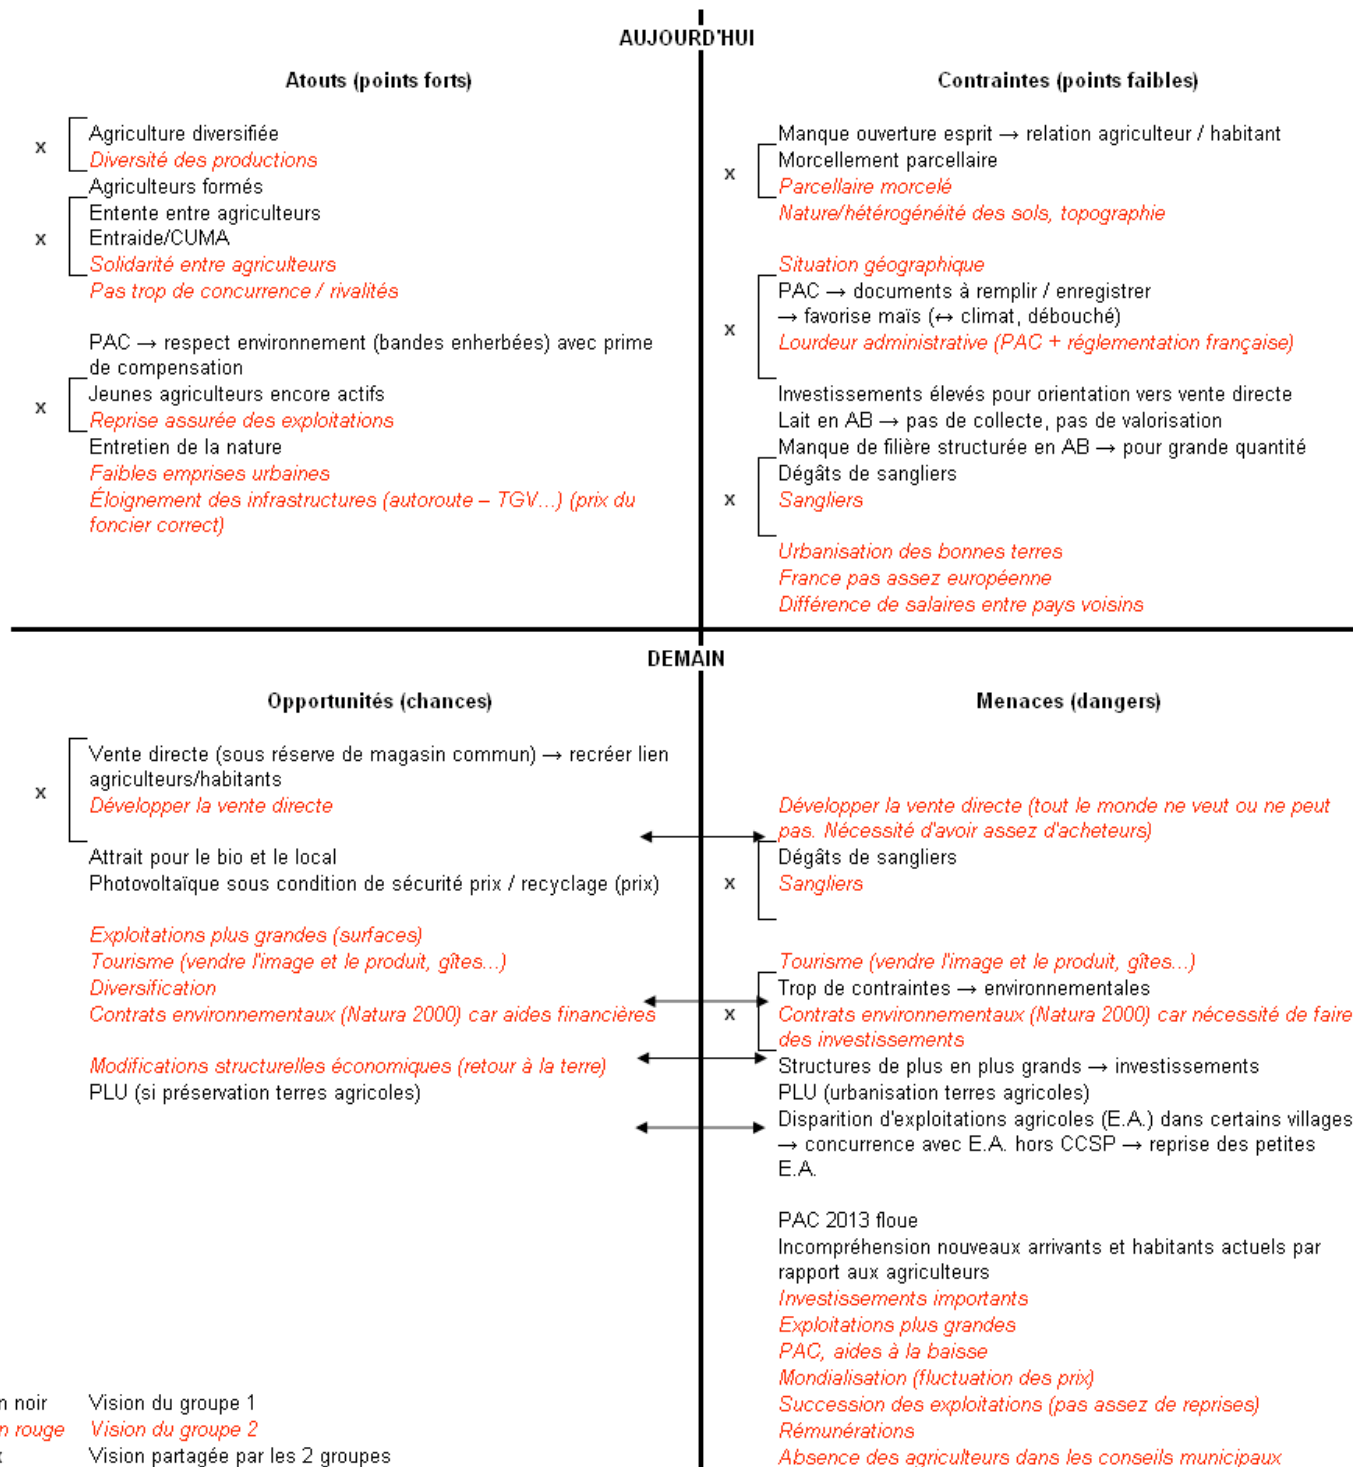 AUJOURD'HUI
Atouts (points forts)
x
Agriculture diversifiée
Diversité des productions
Agriculteurs formés
x
Entente entre agriculteurs
Entraide/CUMA
Solidarité entre agriculteurs
Pas trop de concurrence / rivalités
PAC → respect environnement (bandes enherbées) avec prime
de compensation
x
Jeunes agriculteurs encore actifs
Reprise assurée des exploitations
Entretien de la nature
Faibles emprises urbaines
Éloignement des infrastructures (autoroute – TGV...) (prix du
foncier correct)
Contraintes (points faibles)
Manque ouverture esprit → relation agriculteur / habitant
x
Morcellement parcellaire
Parcellaire morcelé
Nature/hétérogénéité des sols, topographie
Situation géographique
x
PAC → documents à remplir / enregistrer
→ favorise maïs (↔ climat, débouché)
Lourdeur administrative (PAC + réglementation française)
Investissements élevés pour orientation vers vente directe
Lait en AB → pas de collecte, pas de valorisation
Manque de filière structurée en AB → pour grande quantité
x
Dégâts de sangliers
Sangliers
Urbanisation des bonnes terres
France pas assez européenne
Différence de salaires entre pays voisins
DEMAIN
Opportunités (chances)
x
Vente directe (sous réserve de magasin commun) → recréer lien
agriculteurs/habitants
Développer la vente directe
Attrait pour le bio et le local
Photovoltaïque sous condition de sécurité prix / recyclage (prix)
Exploitations plus grandes (surfaces)
Tourisme (vendre l'image et le produit, gîtes...)
Diversification
Contrats environnementaux (Natura 2000) car aides financières
Modifications structurelles économiques (retour à la terre)
PLU (si préservation terres agricoles)
Menaces (dangers)
Développer la vente directe (tout le monde ne veut ou ne peut
pas. Nécessité d'avoir assez d'acheteurs)
x
Dégâts de sangliers
Sangliers
Tourisme (vendre l'image et le produit, gîtes...)
x
Trop de contraintes → environnementales
Contrats environnementaux (Natura 2000) car nécessité de faire
des investissements
Structures de plus en plus grands → investissements
PLU (urbanisation terres agricoles)
Disparition d'exploitations agricoles (E.A.) dans certains villages
→ concurrence avec E.A. hors CCSP → reprise des petites
E.A.
PAC 2013 floue
Incompréhension nouveaux arrivants et habitants actuels par
rapport aux agriculteurs
Investissements importants
Exploitations plus grandes
PAC, aides à la baisse
Mondialisation (fluctuation des prix)
Succession des exploitations (pas assez de reprises)
Rémunérations
Absence des agriculteurs dans les conseils municipaux
n noir Vision du groupe 1
n rouge Vision du groupe 2
x Vision partagée par les 2 groupes